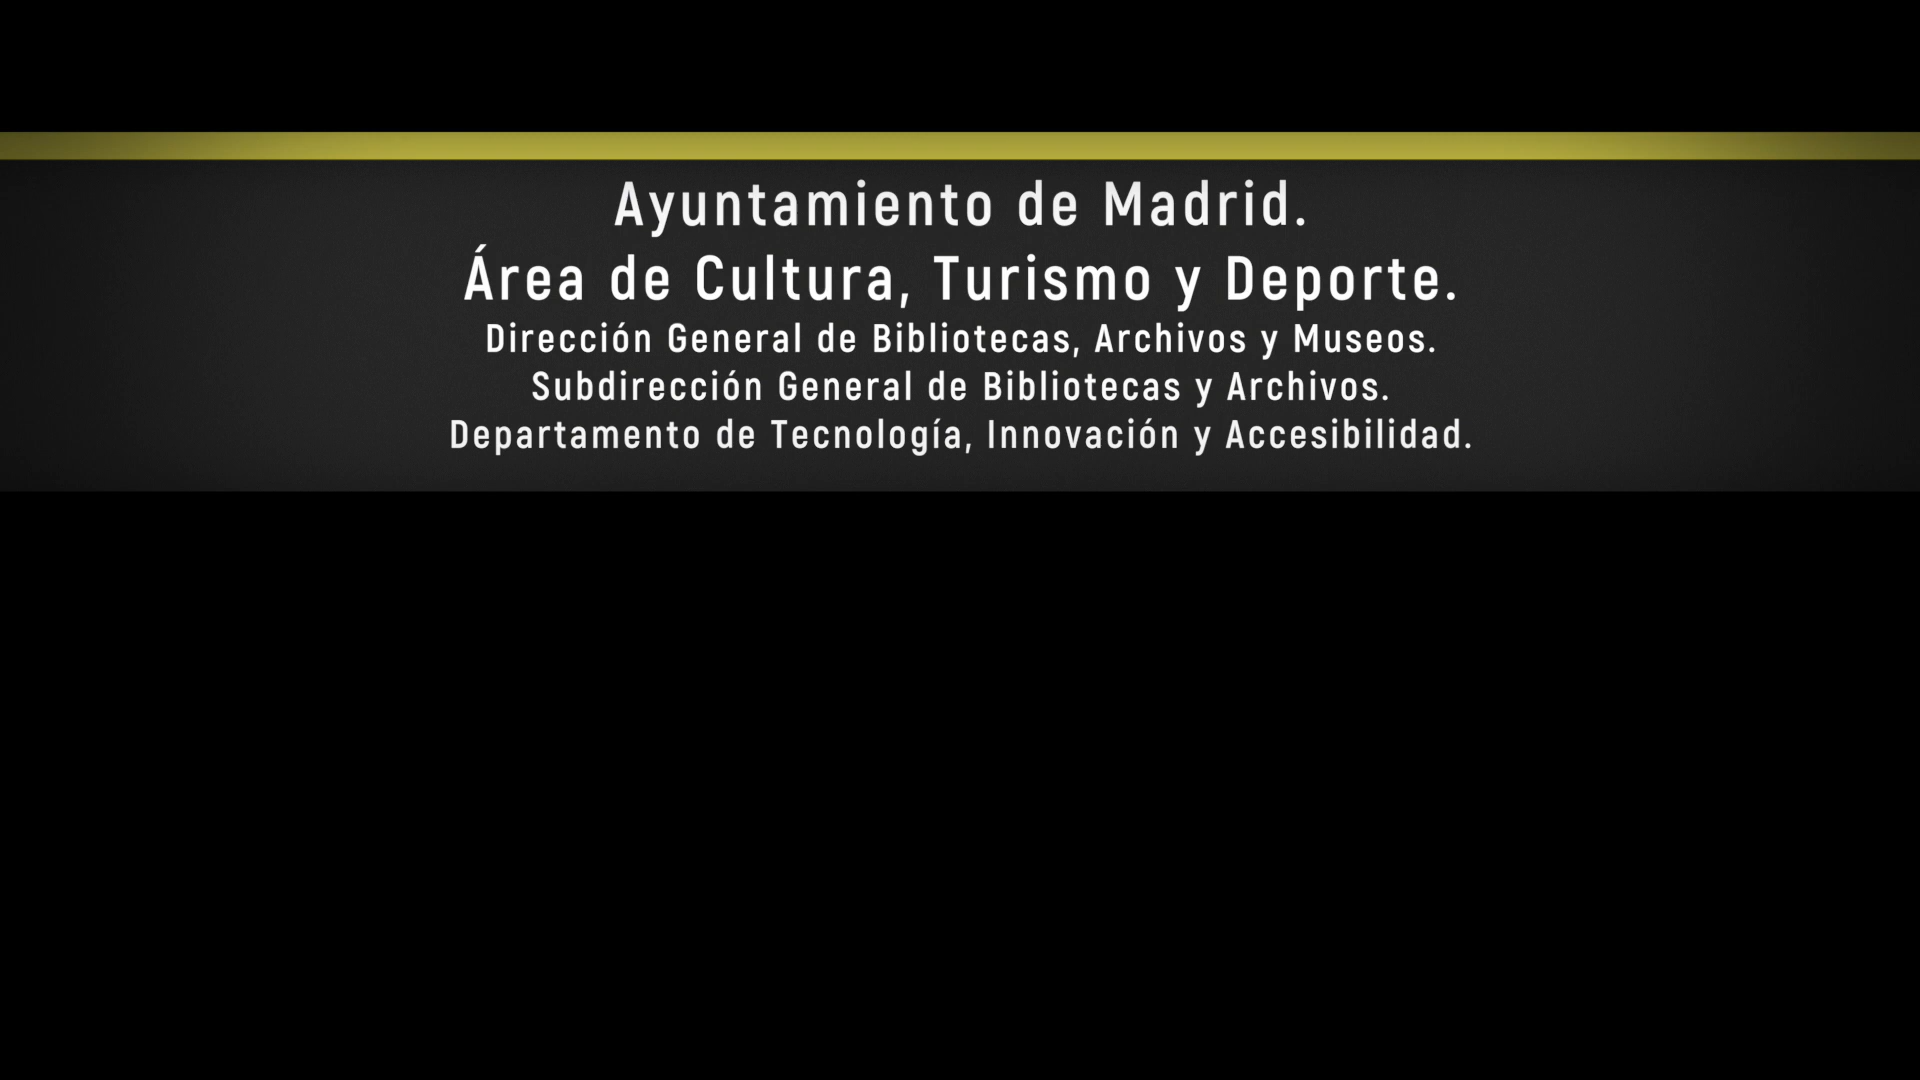 Ayuntamiento de Madrid.
Área de Cultura, Turismo y Deporte.
Dirección General de Bibliotecas, Archivos y Museos.
Subdirección General de Bibliotecas y Archivos.
Departamento de Tecnología, Innovación y Accesibilidad.